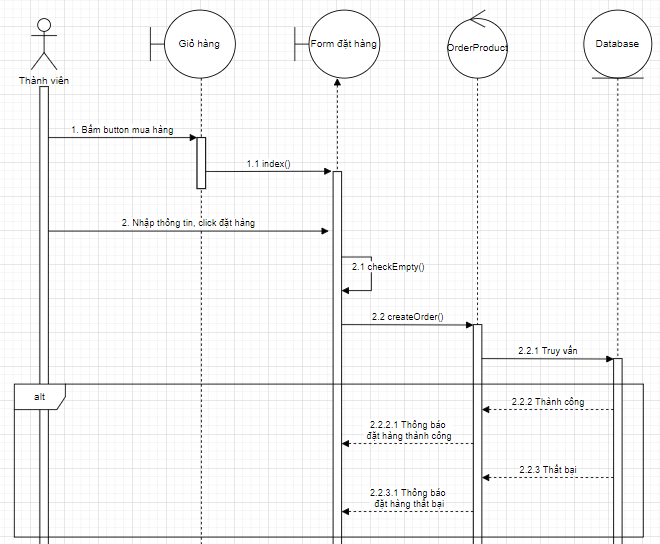 Giỏ hàng
Form đặt hàng
OrderProduct
Database
Thành viên
1. Bấm button mua hàng
1.1 index()
2. Nhập thông tin, click đặt hàng
2.1 checkEmpty()
2.2 createOrder()
2.2.1 Truy vấn
alt
2.2.2 Thành công
2.2.2.1 Thông báo
đặt hàng thành công
2.2.3 Thất bại
2.2.3.1 Thông báo
đặt hàng thất bại